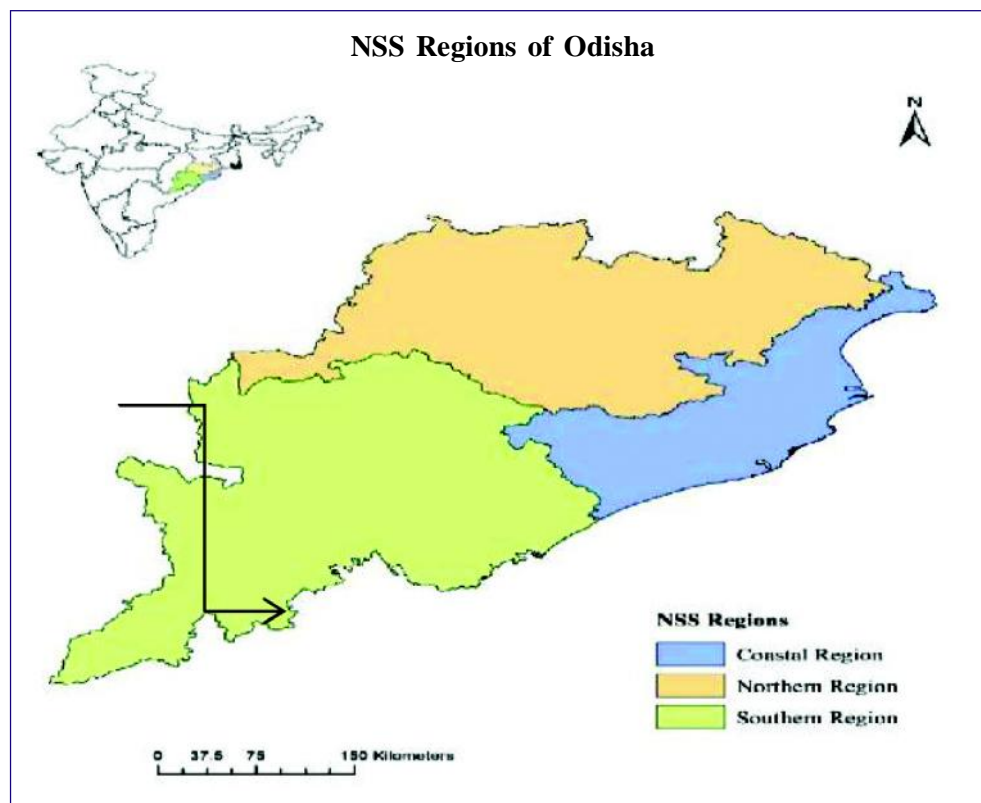 NSS Regions of Odisha
N
NSS Regions
Constal Region
Northern Region
Southern Region
0 37.5 75 150 Kilometers